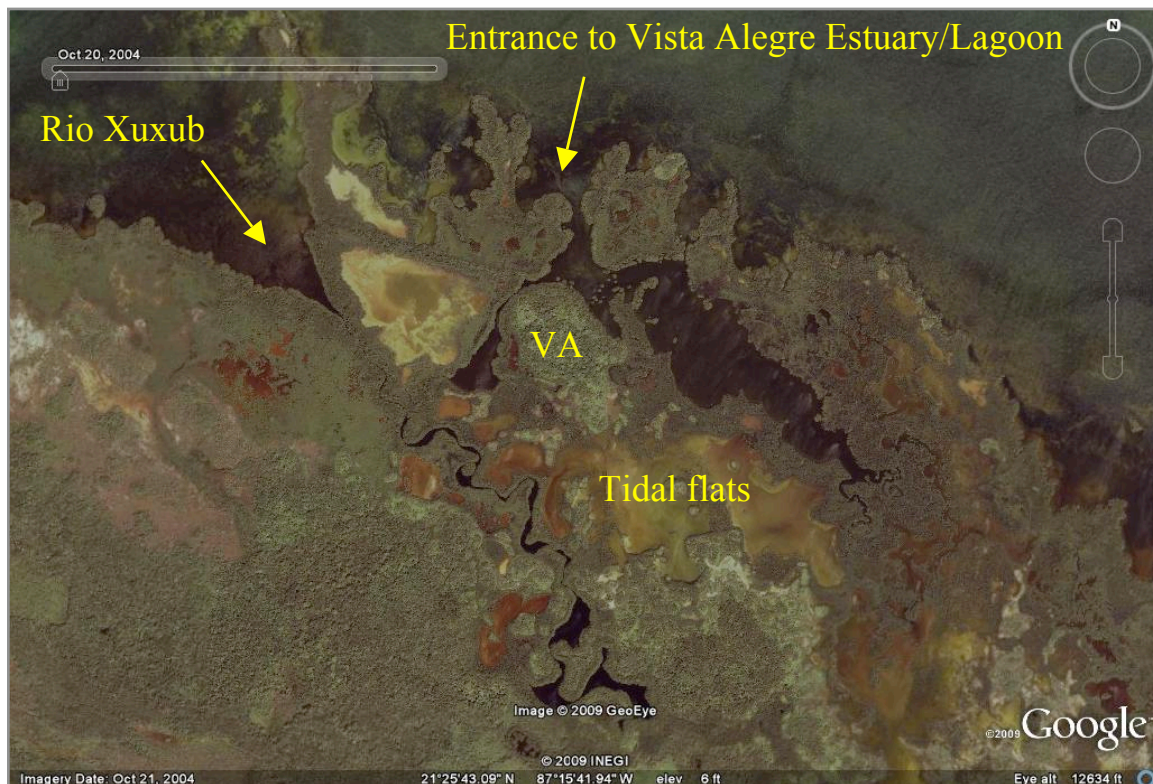 Entrance to Vista Alegre Estuary/Lagoon
N
Oct 20, 2004
Rio Xuxub
VA
Tidal flats
Image © 2009 GeoEye
©2009 Google
© 2009 INEGI
Imagery Date: Oct 21, 2004 21°25'43.09" N 87°15'41.94" W elev 6 ft Eye alt 12634 ft